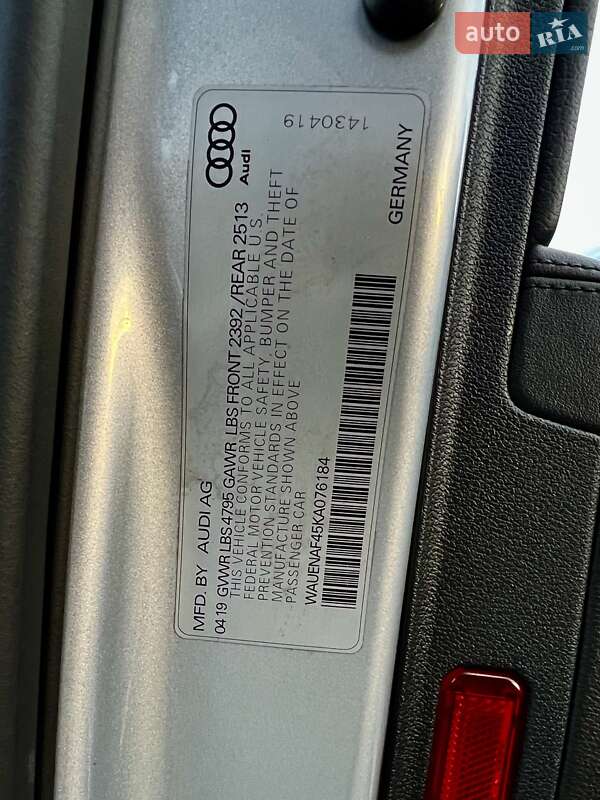 auto RIA.com
Audi
1430419
MFD. BY AUDI AG
GERMANY
0419 GVWR LBS 4795 GAWR LBS FRONT 2392 / REAR 2513
THIS VEHICLE CONFORMS TO ALL APPLICABLE U.S.
FEDERAL MOTOR VEHICLE SAFETY, BUMPER AND THEFT
PREVENTION STANDARDS IN EFFECT ON THE DATE OF
MANUFACTURE SHOWN ABOVE
PASSENGER CAR
WAUENAF45KA076184